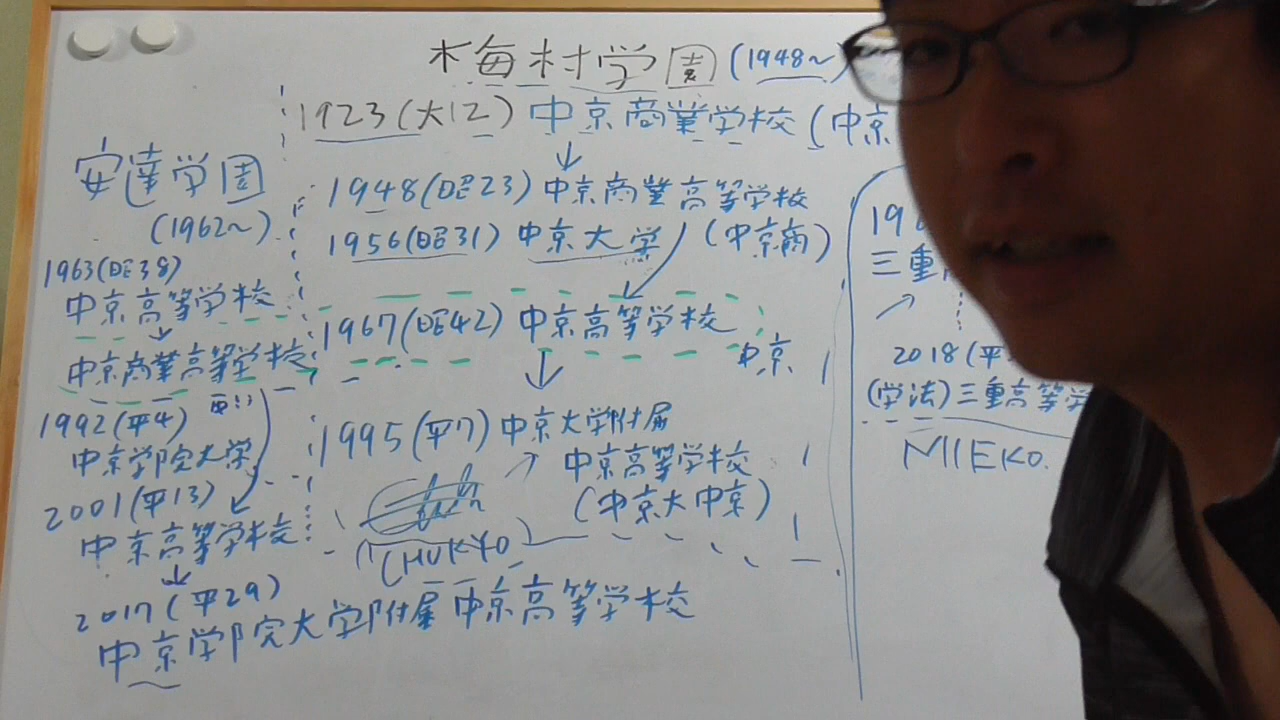 梅村学園(1948～)
1923(大12)中京商業学校(中京
1948(昭23)中京商業高等学校
1956(昭31)中京大学(中京商)
1967(昭42)中京高等学校
中京
1995(平7)中京大学附属
中京高等学校
(中京大中京)
CHUKYO
安達学園
(1962～)
1963(昭38)
中京高等学校
中京商業高等学校
1992(平4)
中京学院大学
2001(平13)
中京高等学校
2017(平29)
中京学院大学附属中京高等学校
三重
2018(平
(学法)三重高等学
MIEKO.